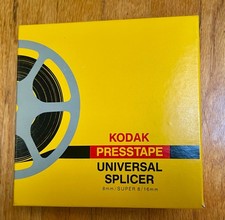 KODAK
PRESSTAPE
UNIVERSAL
SPLICER
8mm/SUPER 8/16mm